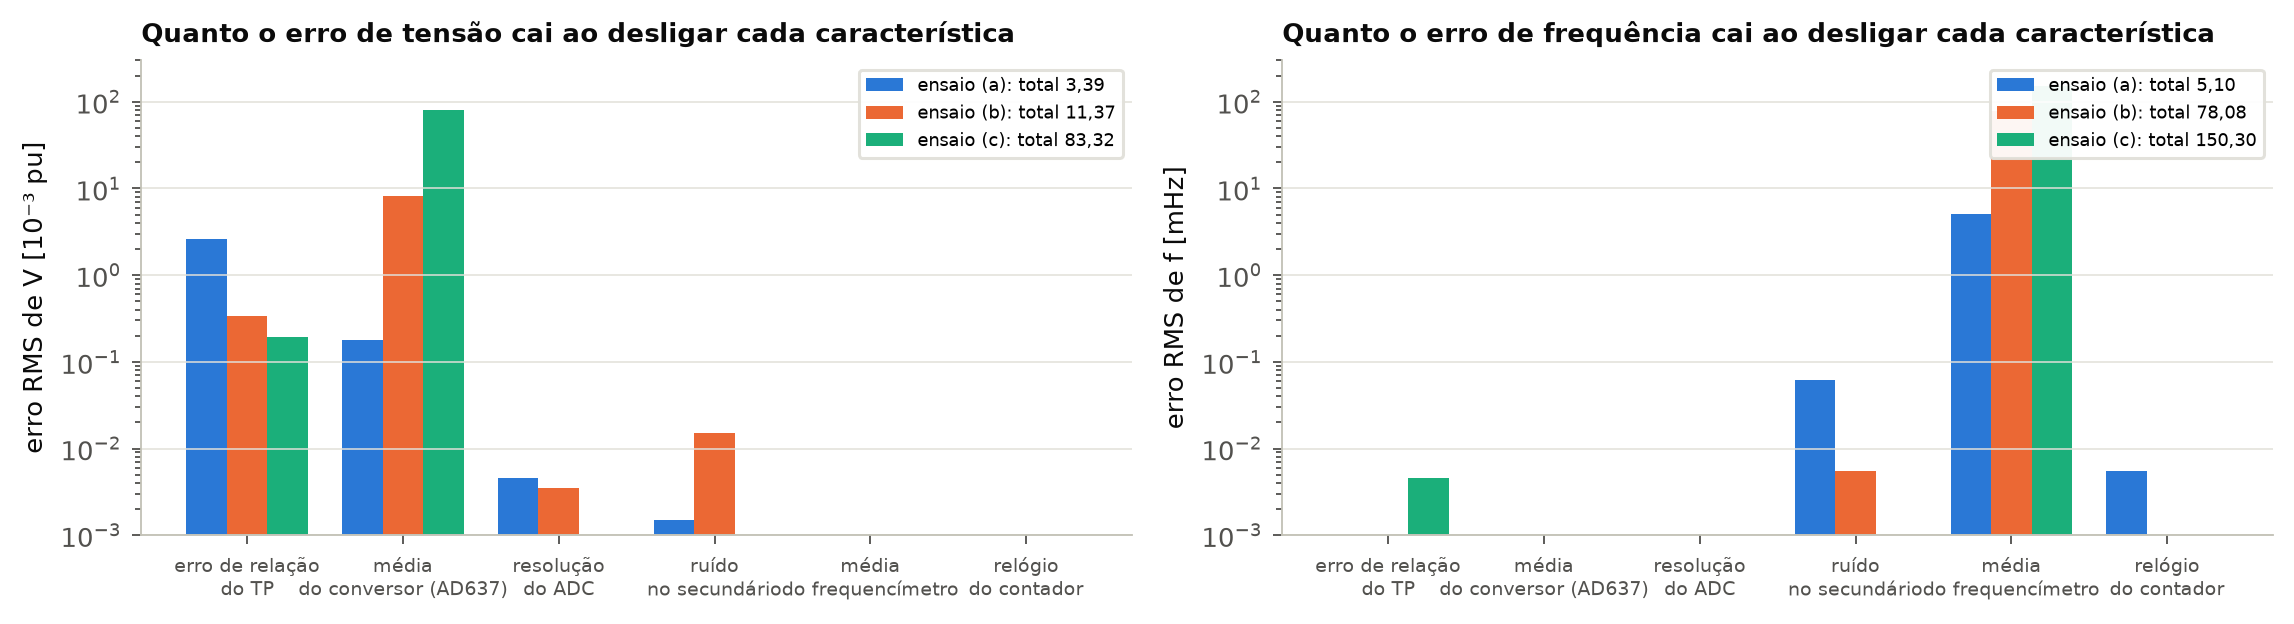 Quanto o erro de tensão cai ao desligar cada característica
erro RMS de V [10⁻³ pu]
10²
10¹
10⁰
10⁻¹
10⁻²
10⁻³
ensaio (a): total 3,39
ensaio (b): total 11,37
ensaio (c): total 83,32
erro de relação
do TP
média
do conversor (AD637)
resolução
do ADC
ruído
no secundário
média
do frequencímetro
relógio
do contador
Quanto o erro de frequência cai ao desligar cada característica
erro RMS de f [mHz]
10²
10¹
10⁰
10⁻¹
10⁻²
10⁻³
ensaio (a): total 5,10
ensaio (b): total 78,08
ensaio (c): total 150,30
erro de relação
do TP
média
do conversor (AD637)
resolução
do ADC
ruído
no secundário
média
do frequencímetro
relógio
do contador